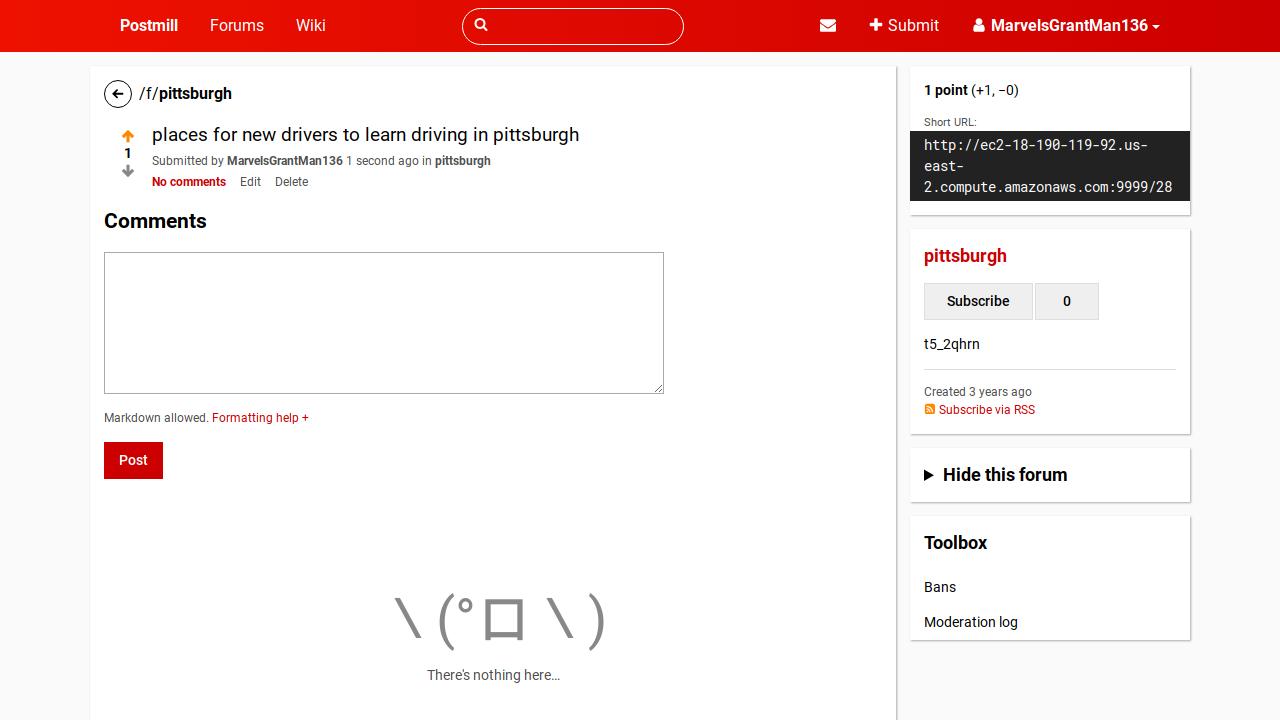 Postmill
Forums
Wiki
Submit
MarvelsGrantMan136
/f/pittsburgh
places for new drivers to learn driving in pittsburgh
1
Submitted by MarvelsGrantMan136 1 second ago in pittsburgh
No comments Edit Delete
Comments
Markdown allowed. Formatting help +
Post
\ (°ロ \ )
There's nothing here…
1 point (+1, −0)
Short URL:
http://ec2-18-190-119-92.us-
east-
2.compute.amazonaws.com:9999/28
pittsburgh
Subscribe 0
t5_2qhrn
Created 3 years ago
Subscribe via RSS
Hide this forum
Toolbox
Bans
Moderation log